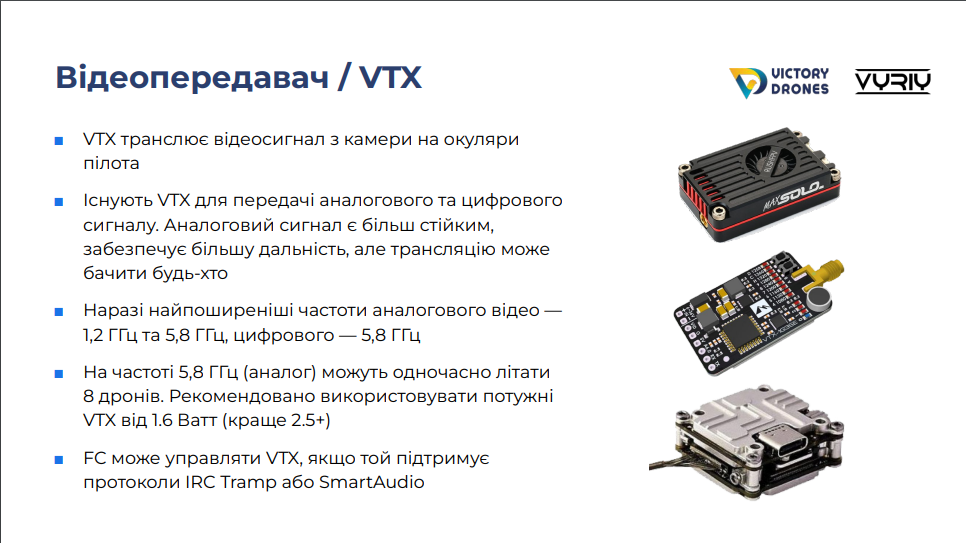 Відеопередавач / VTX
VICTORY
DRONES
VYRIY
VTX транслює відеосигнал з камери на окуляри
пілота
Існують VTX для передачі аналогового та цифрового
сигналу. Аналоговий сигнал є більш стійким,
забезпечує більшу дальність, але трансляцію може
бачити будь-хто
Наразі найпоширеніші частоти аналогового відео —
1,2 ГГц та 5,8 ГГц, цифрового — 5,8 ГГц
На частоті 5,8 ГГц (аналог) можуть одночасно літати
8 дронів. Рекомендовано використовувати потужні
VTX від 1.6 Ватт (краще 2.5+)
FC може управляти VTX, якщо той підтримує
протоколи IRC Tramp або SmartAudio
RUSHFPV
MAX SOLO
VTX